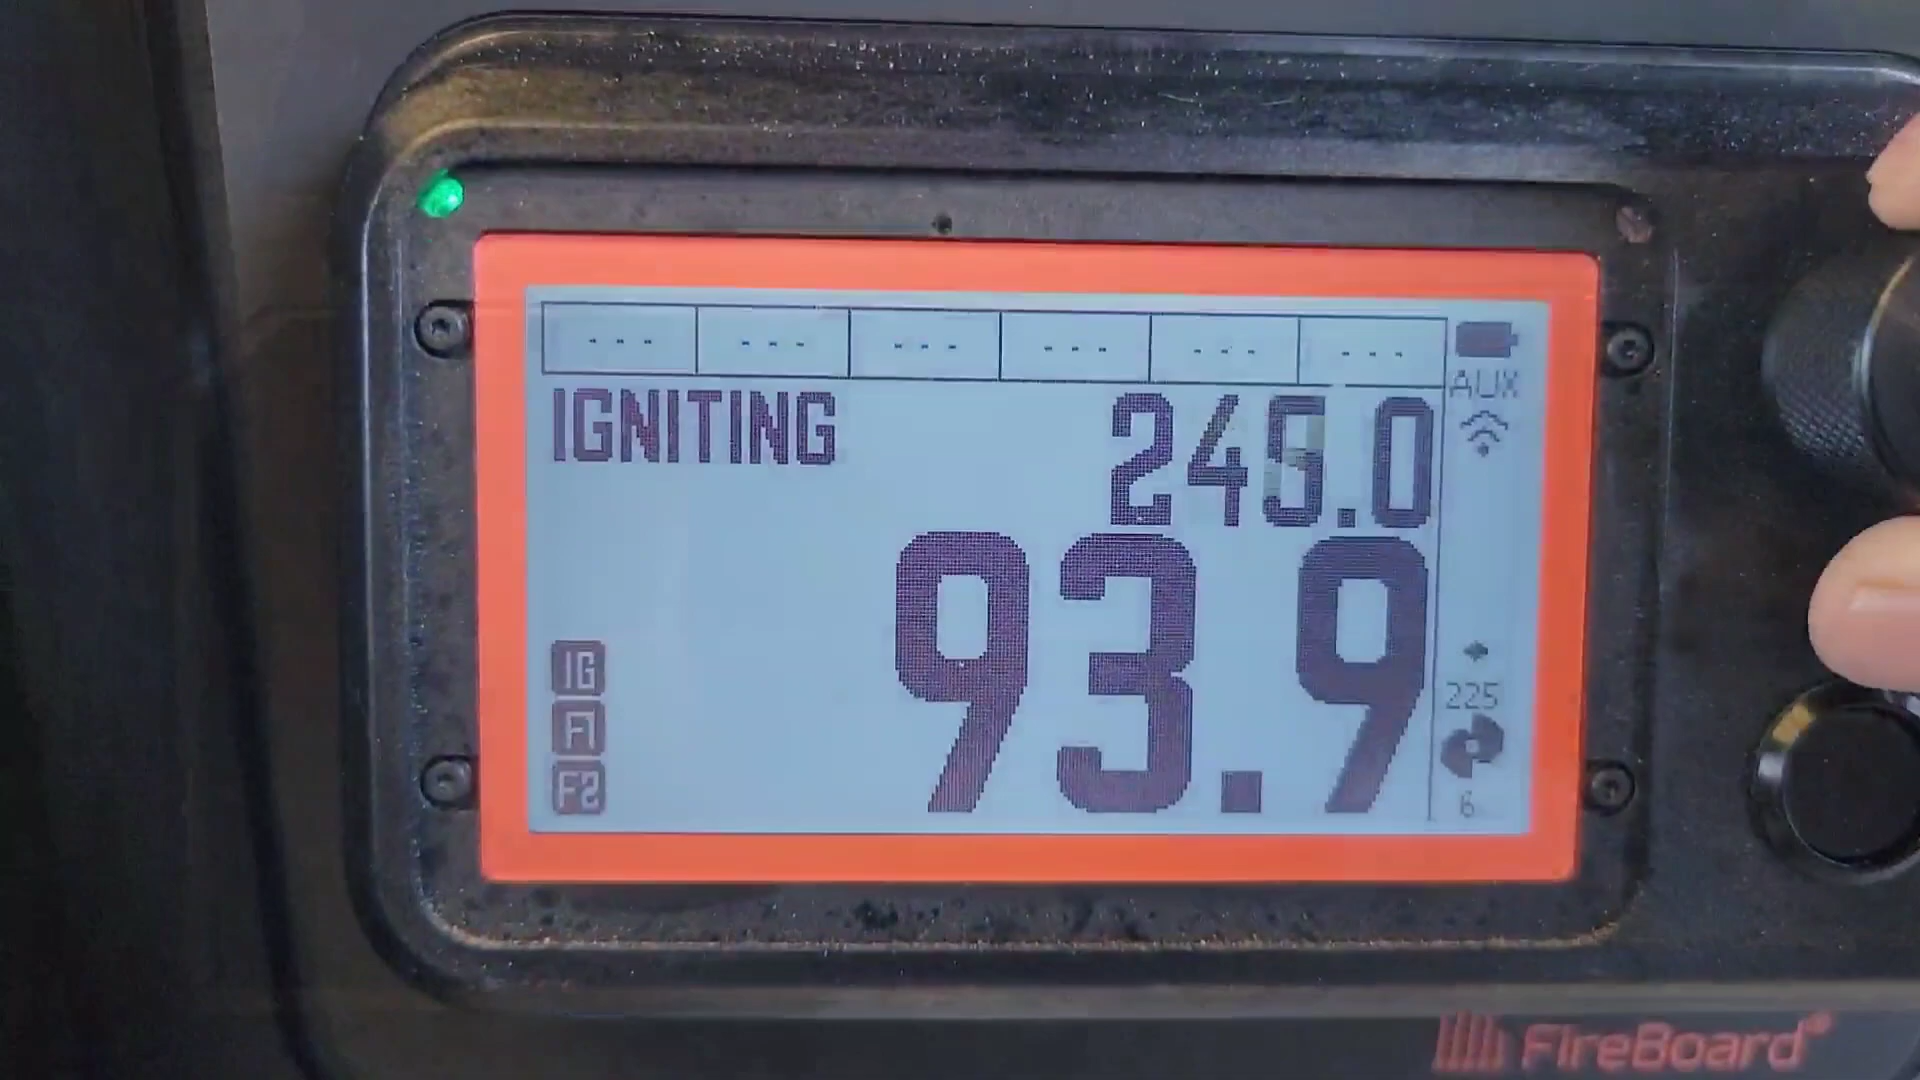 --- --- --- --- --- ---
AUX
IGNITING 245.0
93.9
IG
F1
F2
225
6
FireBoard®